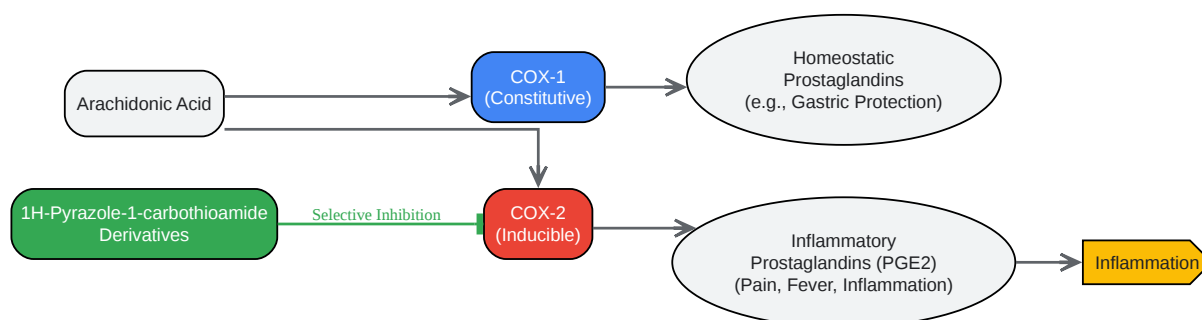 Arachidonic Acid
COX-1
(Constitutive)
Homeostatic
Prostaglandins
(e.g., Gastric Protection)
1H-Pyrazole-1-carbothioamide
Derivatives
Selective Inhibition
COX-2
(Inducible)
Inflammatory
Prostaglandins (PGE2)
(Pain, Fever, Inflammation)
Inflammation